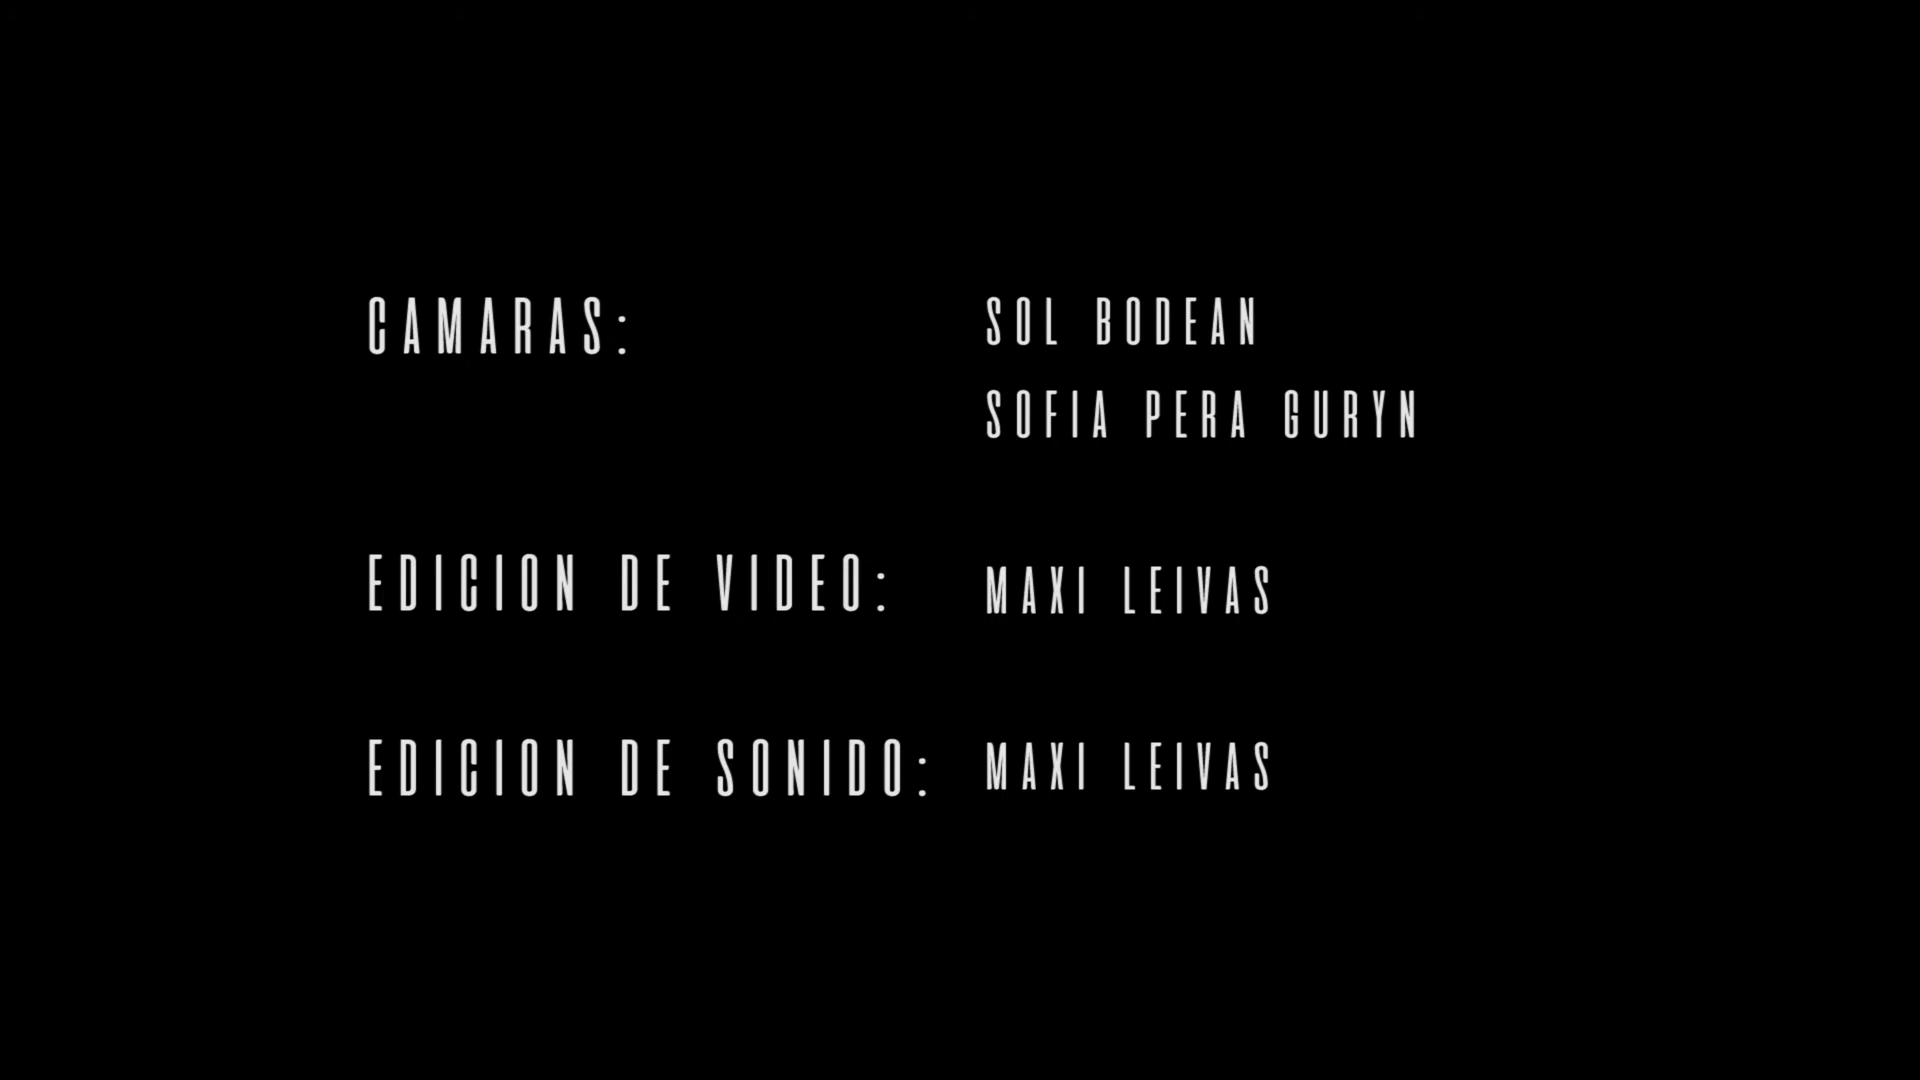 CAMARAS: SOL BODEAN
SOFIA PERA GURYN
EDICION DE VIDEO: MAXI LEIVAS
EDICION DE SONIDO: MAXI LEIVAS